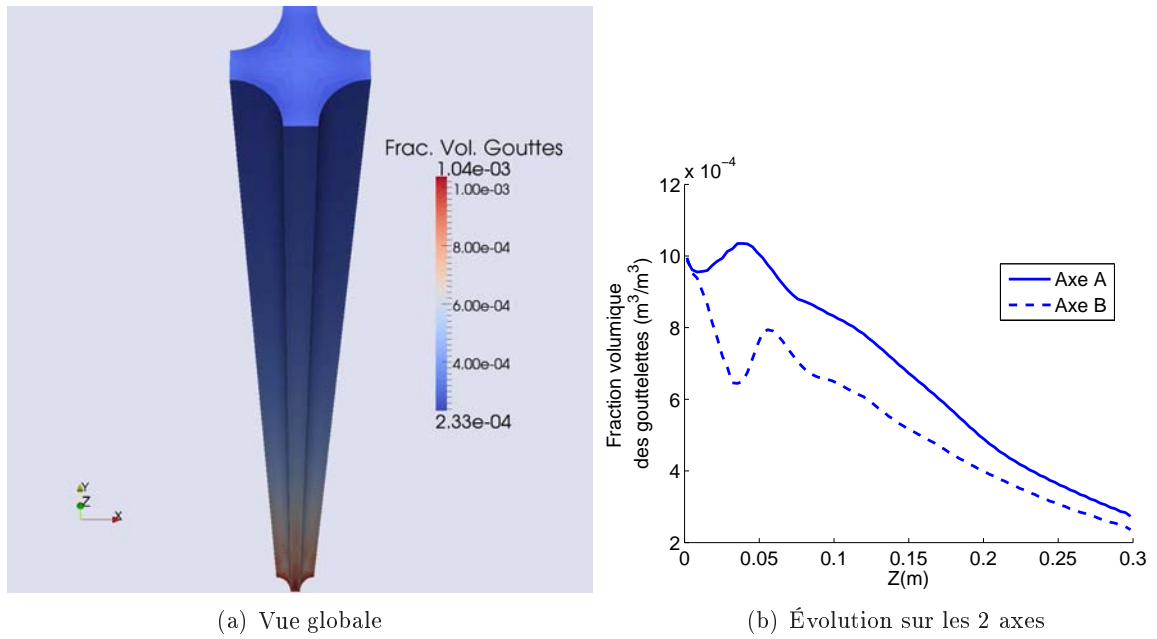 Frac. Vol. Gouttes
1.04e-03
1.00e-03
8.00e-04
6.00e-04
4.00e-04
2.33e-04
Y
Z
X
(a) Vue globale
x 10⁻⁴
12
10
8
6
4
2
Fraction volumique
des gouttelettes (m³/m³)
Axe A
Axe B
0
0.05
0.1
0.15
0.2
0.25
0.3
Z(m)
(b) Évolution sur les 2 axes